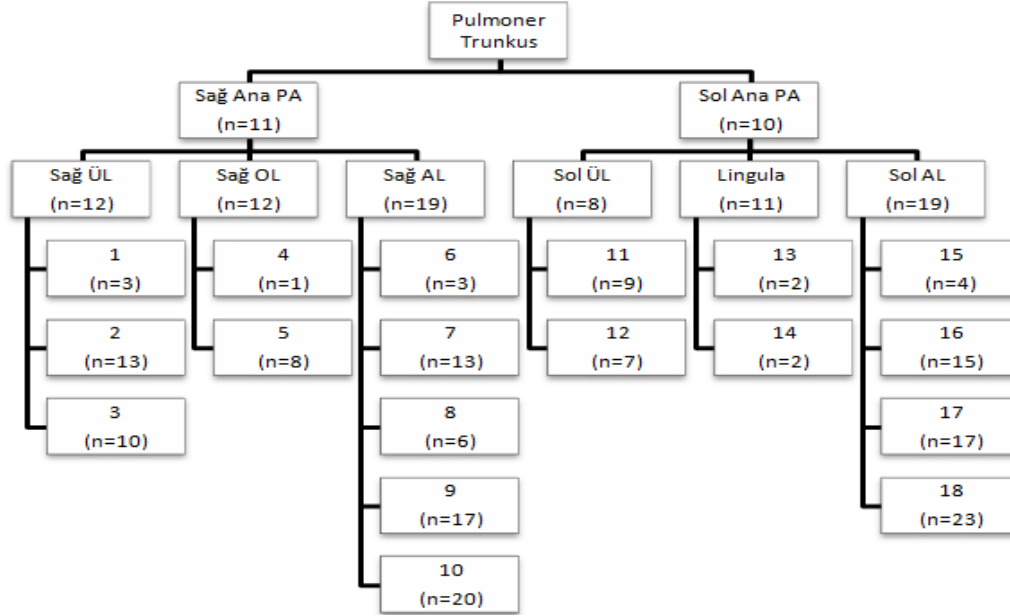 Pulmoner
Trunkus
Sağ Ana PA
(n=11)
Sol Ana PA
(n=10)
Sağ ÜL
(n=12)
Sağ OL
(n=12)
Sağ AL
(n=19)
Sol ÜL
(n=8)
Lingula
(n=11)
Sol AL
(n=19)
1
(n=3)
2
(n=13)
3
(n=10)
4
(n=1)
5
(n=8)
6
(n=3)
7
(n=13)
8
(n=6)
9
(n=17)
10
(n=20)
11
(n=9)
12
(n=7)
13
(n=2)
14
(n=2)
15
(n=4)
16
(n=15)
17
(n=17)
18
(n=23)